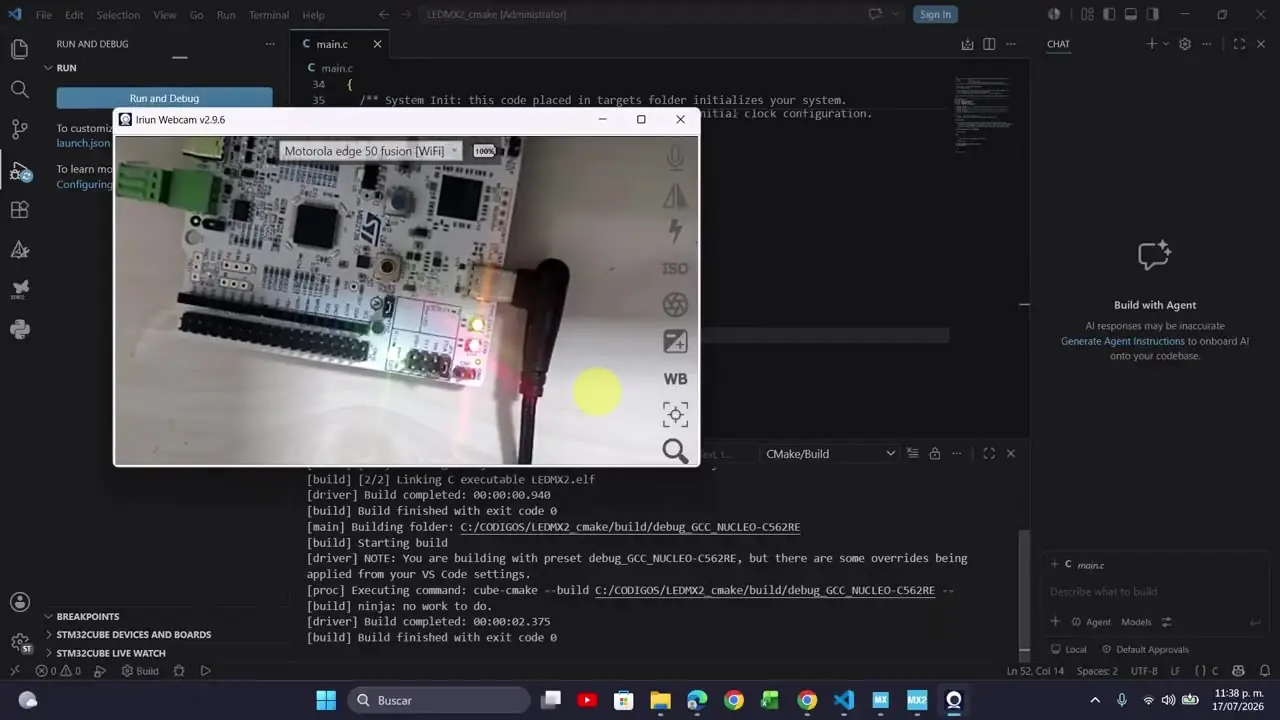 File Edit Selection View Go Run Terminal Help
LEDMX2_cmake [Administrator]
Sign In
RUN AND DEBUG
RUN
Run and Debug
To customiz
launch.json
To learn mo
Configuring
main.c
main.c
34 {
35 /** System Init: this code placed in targets folder initializes your system.
clock configuration.
Iriun Webcam v2.9.6
Motorola edge 50 fusion [WiFi]
100%
ISO
WB
ST
CHAT
Build with Agent
AI responses may be inaccurate
Generate Agent Instructions to onboard AI
onto your codebase.
CMake/Build
[build] [2/2] Linking C executable LEDMX2.elf
[driver] Build completed: 00:00:00.940
[build] Build finished with exit code 0
[main] Building folder: C:/CODIGOS/LEDMX2_cmake/build/debug_GCC_NUCLEO-C562RE
[build] Starting build
[driver] NOTE: You are building with preset debug_GCC_NUCLEO-C562RE, but there are some overrides being
applied from your VS Code settings.
[proc] Executing command: cube-cmake --build C:/CODIGOS/LEDMX2_cmake/build/debug_GCC_NUCLEO-C562RE --
[build] ninja: no work to do.
[driver] Build completed: 00:00:02.375
[build] Build finished with exit code 0
BREAKPOINTS
STM32CUBE DEVICES AND BOARDS
STM32CUBE LIVE WATCH
main.c
Describe what to build
Agent Models
Local Default Approvals
0 0 Build
Ln 52, Col 14 Spaces: 2 UTF-8 LF {} C
Buscar
MX
MX2
11:38 p. m.
17/07/2026